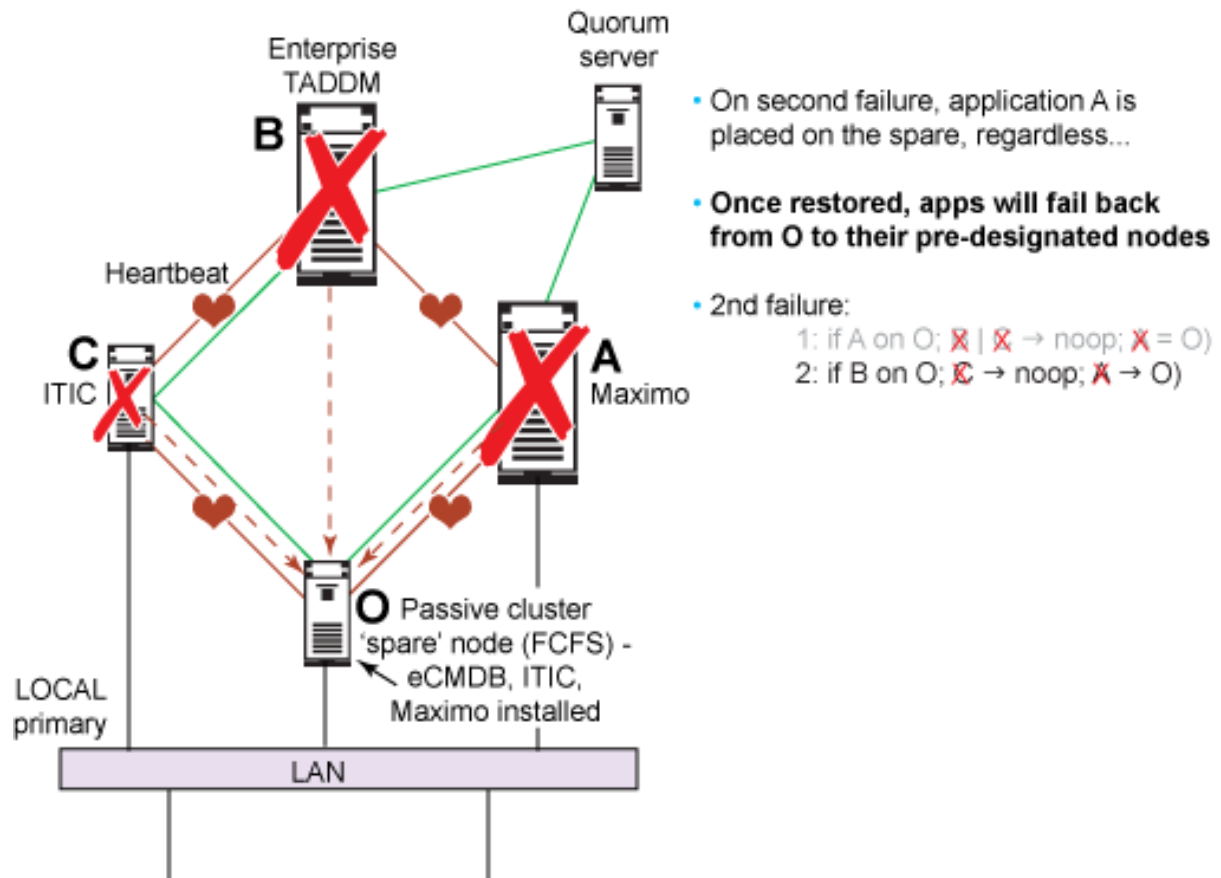 Enterprise
TADDM
B
Quorum
server
Heartbeat
C
ITIC
A
Maximo
O Passive cluster
'spare' node (FCFS) -
eCMDB, ITIC,
Maximo installed
LOCAL
primary
LAN
• On second failure, application A is
placed on the spare, regardless...
• Once restored, apps will fail back
from O to their pre-designated nodes
• 2nd failure:
1: if A on O; B | C → noop; A = O)
2: if B on O; C → noop; A → O)